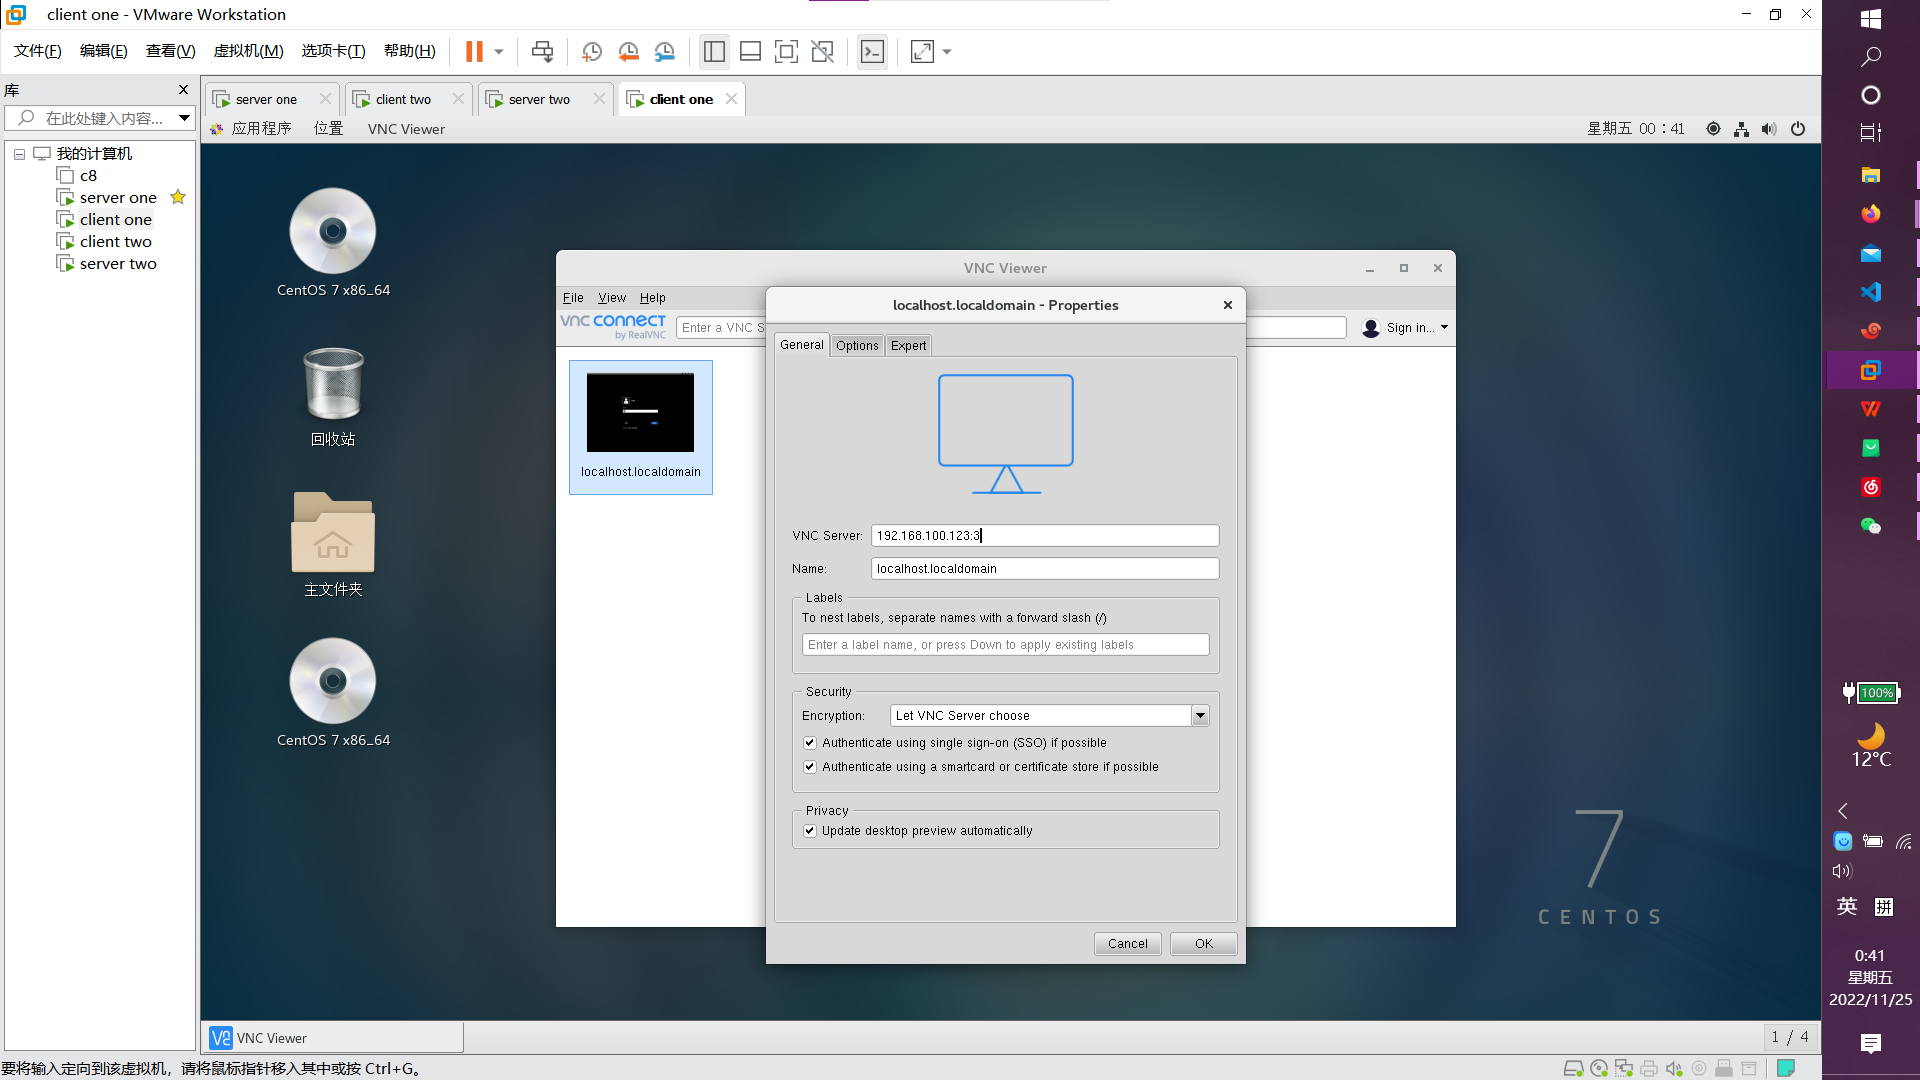 client one - VMware Workstation
文件(F) 编辑(E) 查看(V) 虚拟机(M) 选项卡(T) 帮助(H)
库
在此处键入内容...
我的计算机
c8
server one
client one
client two
server two
server one client two server two client one
应用程序 位置 VNC Viewer 星期五 00：41
CentOS 7 x86_64
回收站
主文件夹
CentOS 7 x86_64
VNC Viewer
File View Help
vnc connect
by RealVNC
Enter a VNC S
Sign in...
localhost.localdomain
localhost.localdomain - Properties
General Options Expert
VNC Server: 192.168.100.123:3
Name: localhost.localdomain
Labels
To nest labels, separate names with a forward slash (/)
Enter a label name, or press Down to apply existing labels
Security
Encryption: Let VNC Server choose
Authenticate using single sign-on (SSO) if possible
Authenticate using a smartcard or certificate store if possible
Privacy
Update desktop preview automatically
Cancel OK
7
CENTOS
VNC Viewer
1 / 4
要将输入定向到该虚拟机，请将鼠标指针移入其中或按 Ctrl+G。
100%
12°C
英 拼
0:41
星期五
2022/11/25